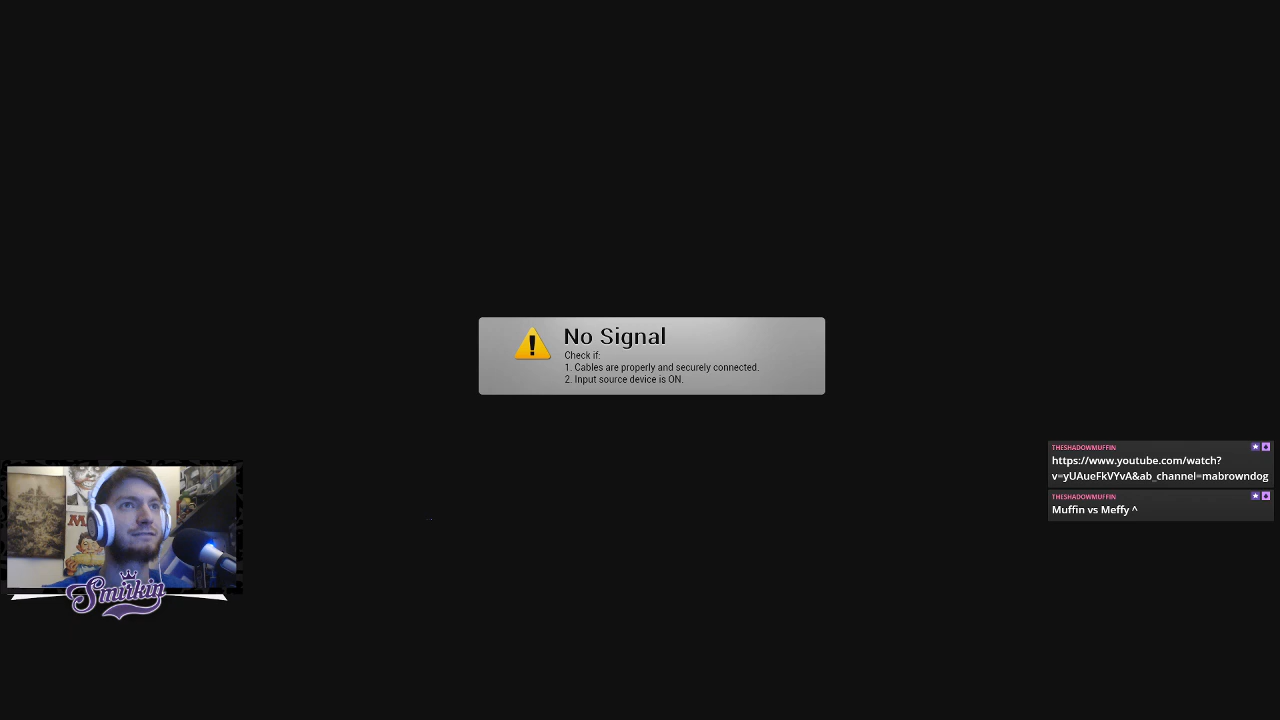 No Signal
Check if:
1. Cables are properly and securely connected.
2. Input source device is ON.
THESHADOWMUFFIN
https://www.youtube.com/watch?
v=yUAueFkVYvA&ab_channel=mabrowndog
THESHADOWMUFFIN
Muffin vs Meffy ^
M
Smirkin